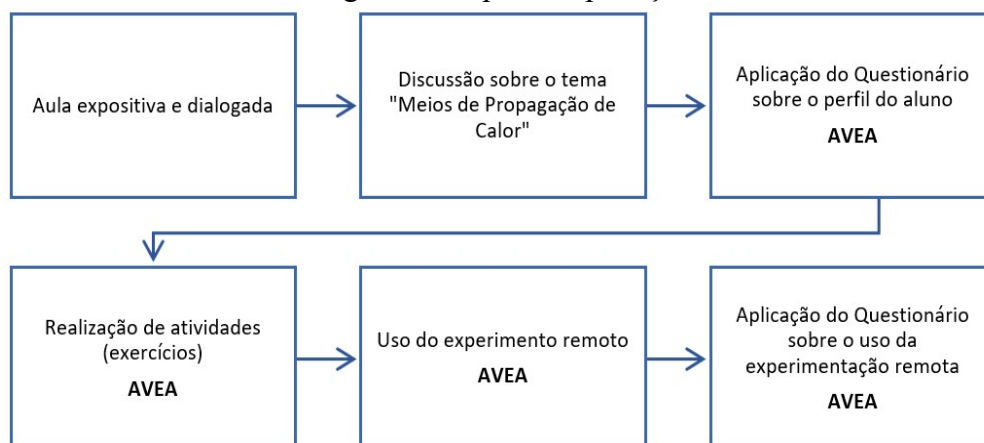 Aula expositiva e dialogada
Discussão sobre o tema
"Meios de Propagação de
Calor"
Aplicação do Questionário
sobre o perfil do aluno
AVEA
Realização de atividades
(exercícios)
AVEA
Uso do experimento remoto
AVEA
Aplicação do Questionário
sobre o uso da
experimentação remota
AVEA